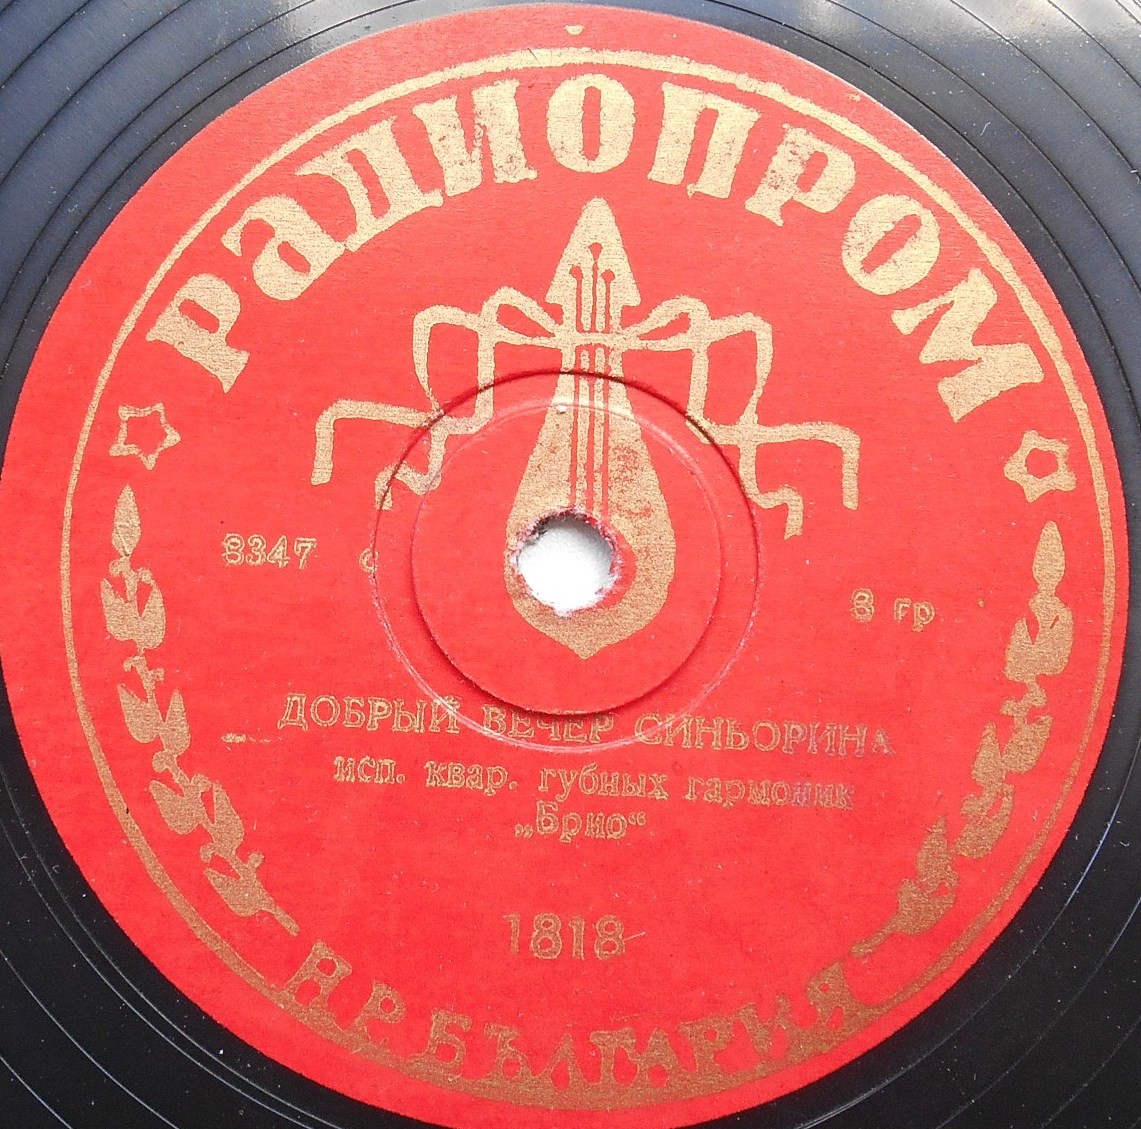 РАДИОПРОМ
8347 с
8 гр
ДОБРЫЙ ВЕЧЕР СИНЬОРИНА
исп. квар. губных гармоник
„Брио“
1818
Н.Р.БЪЛГАРИЯ